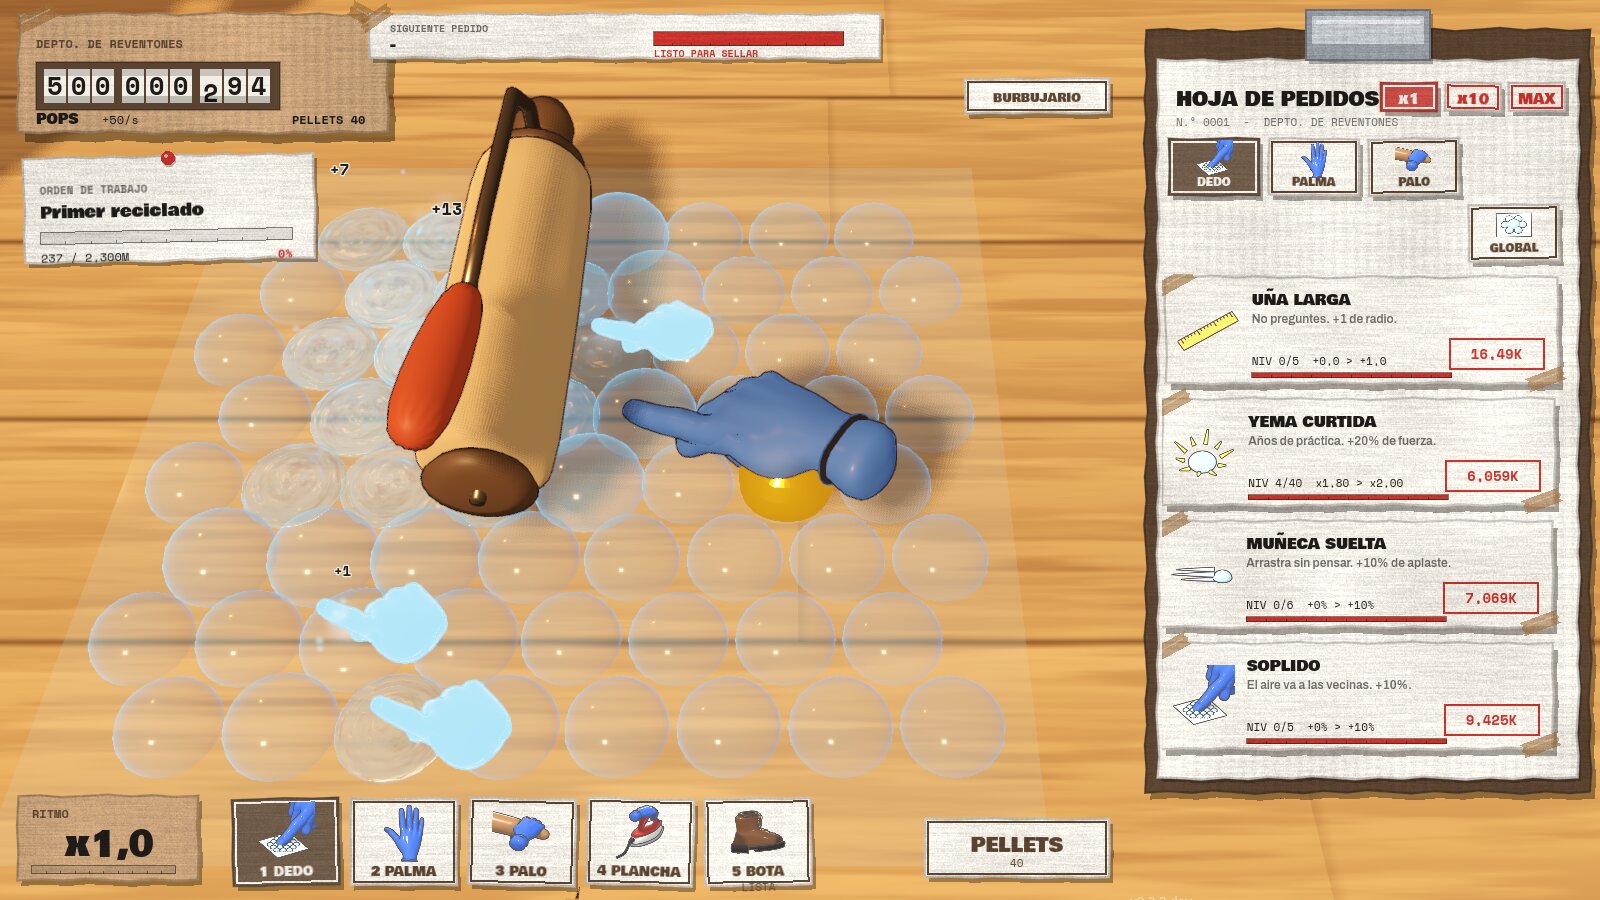 DEPTO. DE REVENTONES
500 000 294
POPS +50/s PELLETS 40
SIGUIENTE PEDIDO
-
LISTO PARA SELLAR
BURBUJARIO
ORDEN DE TRABAJO
Primer reciclado
237 / 2,300M 0%
+7
+13
+1
HOJA DE PEDIDOS x1 x10 MAX
N.º 0001 - DEPTO. DE REVENTONES
DEDO PALMA PALO
GLOBAL
UÑA LARGA
No preguntes. +1 de radio.
NIV 0/5 +0,0 > +1,0 16,49K
YEMA CURTIDA
Años de práctica. +20% de fuerza.
NIV 4/40 x1,80 > x2,00 6,059K
MUÑECA SUELTA
Arrastra sin pensar. +10% de aplaste.
NIV 0/6 +0% > +10% 7,069K
SOPLIDO
El aire va a las vecinas. +10%.
NIV 0/5 +0% > +10% 9,425K
RITMO
x1,0
1 DEDO 2 PALMA 3 PALO 4 PLANCHA 5 BOTA
LISTA
PELLETS
40